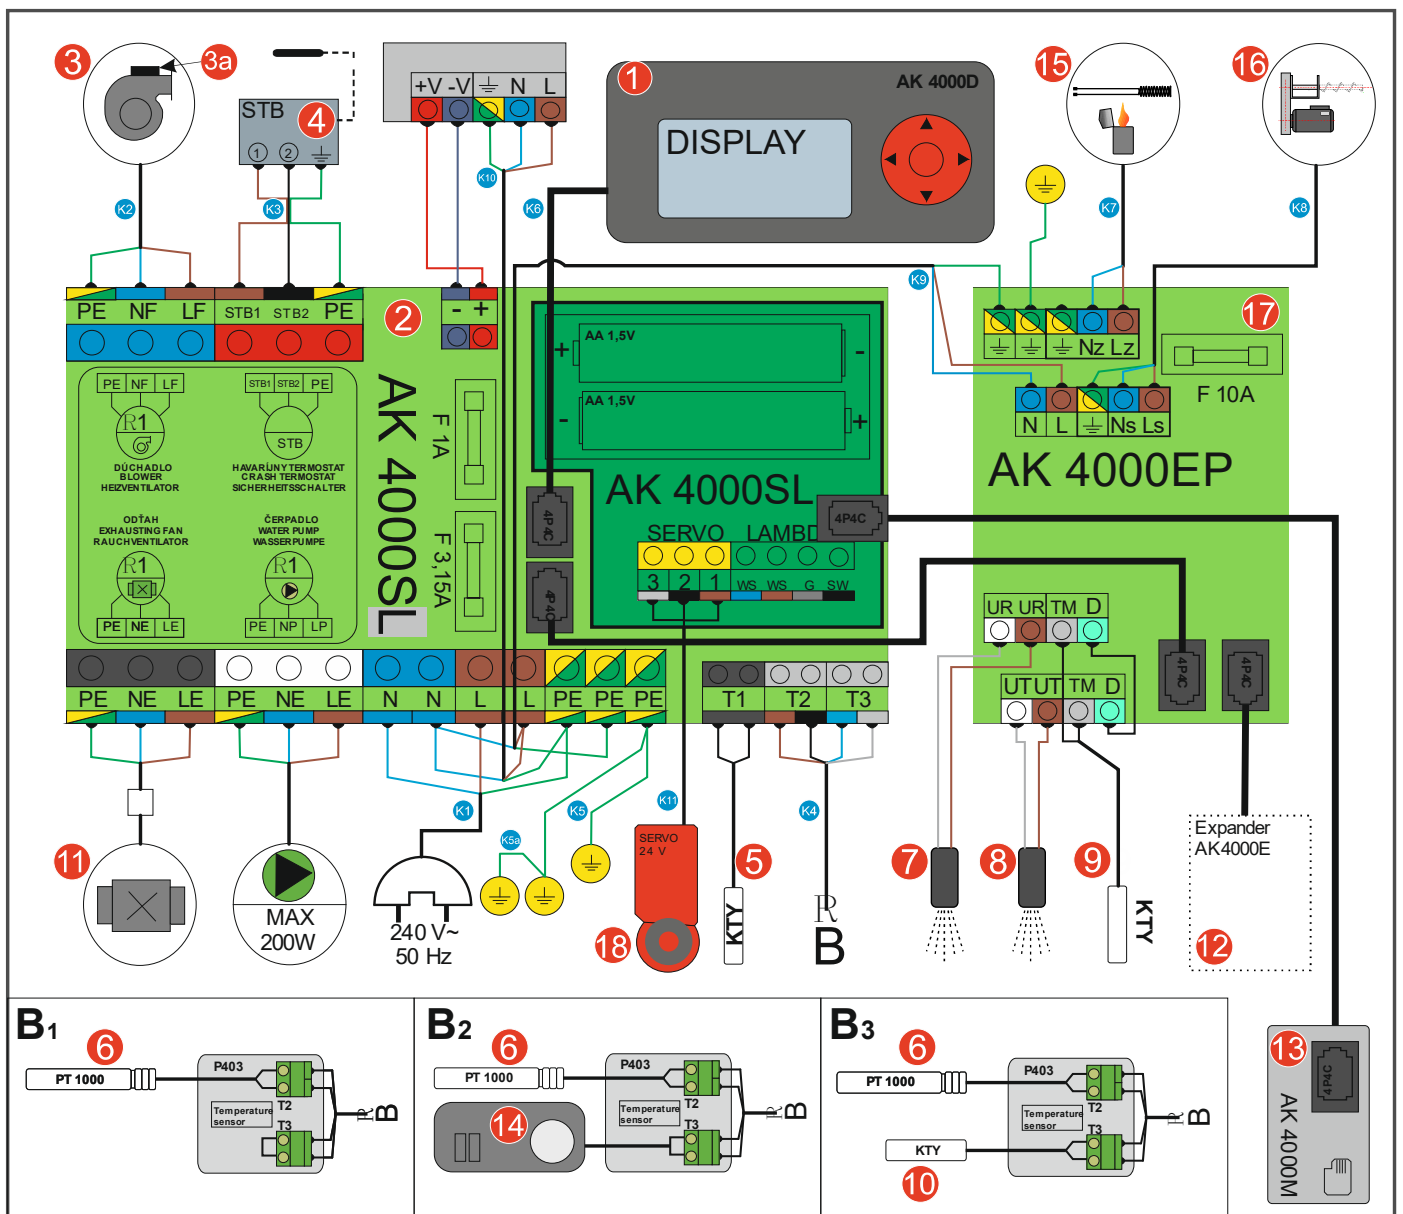 3
3a
STB
4
1 2
+V -V N L
1
AK 4000D
DISPLAY
15
16
K2
K3
K10
K6
K9
K7
K8
PE NF LF STB1 STB2 PE
2
- +
AA 1,5V
+ -
AA 1,5V
- +
Nz Lz
17
F 10A
N L Ns Ls
PE NF LF
STB1 STB2 PE
R1
STB
DÚCHADLO
BLOWER
HEIZVENTILATOR
HAVARIJNY TERMOSTAT
CRASH TERMOSTAT
SICHERHEITSSCHALTER
ODŤAH
EXHAUSTING FAN
RAUCHVENTILATOR
ČERPADLO
WATER PUMP
WASSERPUMPE
R1
R1
PE NE LE
PE NP LP
AK 4000SL
F 1A
F 3,15A
4P4C
4P4C
AK 4000SL
4P4C
SERVO LAMBD
3 2 1 WS WS G SW
AK 4000EP
UR UR TM D
UT UT TM D
4P4C
4P4C
PE NE LE PE NE LE N N L L PE PE PE
T1 T2 T3
K1
K5a
K5
K11
K4
11
MAX
200W
240 V~
50 Hz
SERVO
24 V
18
5
KTY
R
B
7
8
9
KTY
Expander
AK4000E
12
B1
6
PT 1000
P403
T2
Temperature
sensor
T3
R
B
B2
6
PT 1000
P403
T2
Temperature
sensor
T3
14
R
B
B3
6
PT 1000
P403
T2
Temperature
sensor
T3
KTY
10
R
B
13
4P4C
AK 4000M